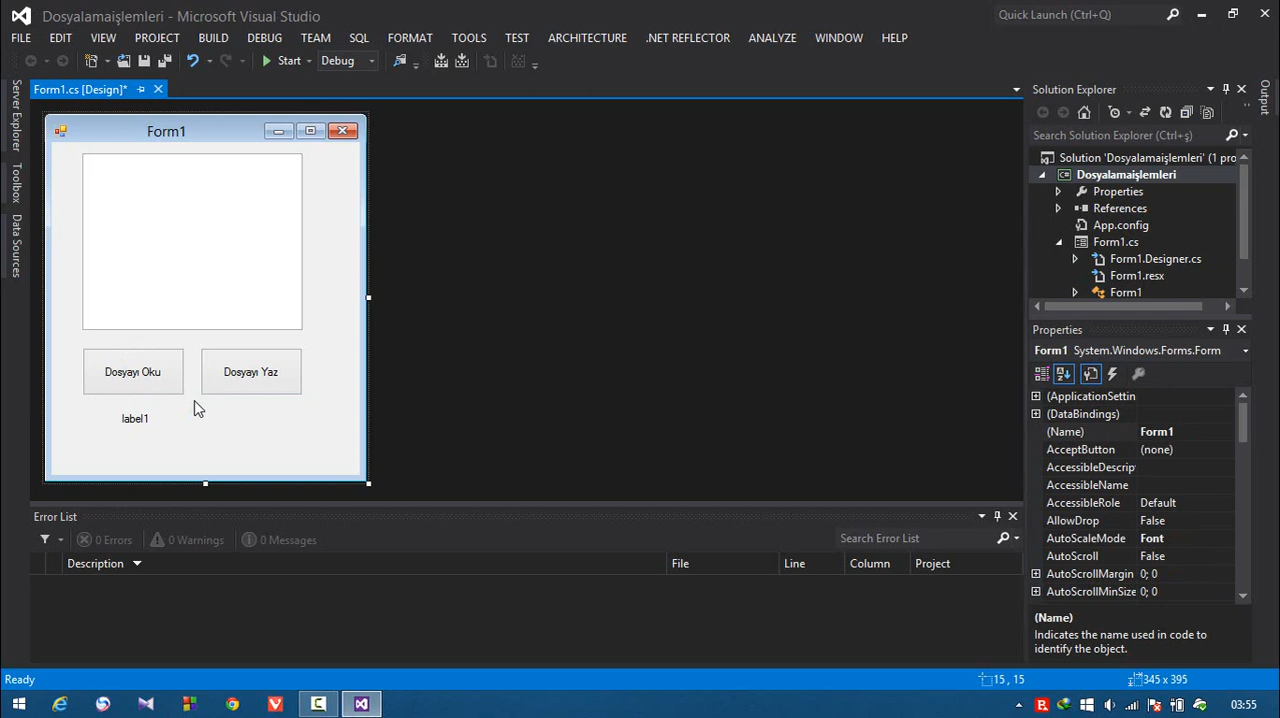 Dosyalamaişlemleri - Microsoft Visual Studio
Quick Launch (Ctrl+Q)
FILE EDIT VIEW PROJECT BUILD DEBUG TEAM SQL FORMAT TOOLS TEST ARCHITECTURE .NET REFLECTOR ANALYZE WINDOW HELP
Start Debug
Server Explorer
Toolbox
Data Sources
Form1.cs [Design]*
Form1
Dosyayı Oku
Dosyayı Yaz
label1
Error List
0 Errors 0 Warnings 0 Messages
Search Error List
Description File Line Column Project
Solution Explorer
Search Solution Explorer (Ctrl+ş)
Solution 'Dosyalamaişlemleri' (1 pro
C#
Dosyalamaişlemleri
Properties
References
App.config
Form1.cs
Form1.Designer.cs
Form1.resx
Form1
Properties
Form1 System.Windows.Forms.Form
(ApplicationSettin
(DataBindings)
(Name) Form1
AcceptButton (none)
AccessibleDescrip
AccessibleName
AccessibleRole Default
AllowDrop False
AutoScaleMode Font
AutoScroll False
AutoScrollMargin 0; 0
AutoScrollMinSize 0; 0
(Name)
Indicates the name used in code to
identify the object.
Output
Ready
15 , 15
345 x 395
03:55